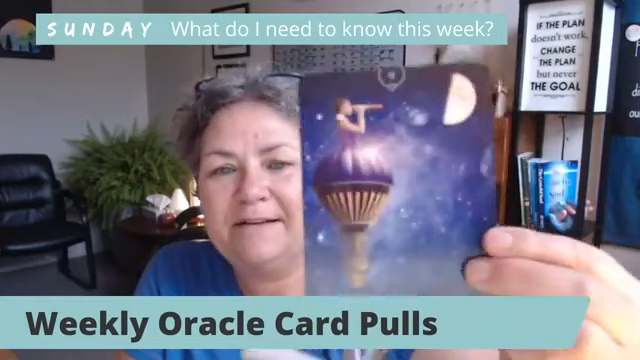 SUNDAY What do I need to know this week?
IF THE PLAN
doesn't work,
CHANGE
THE PLAN
but never
THE GOAL
Weekly Oracle Card Pulls